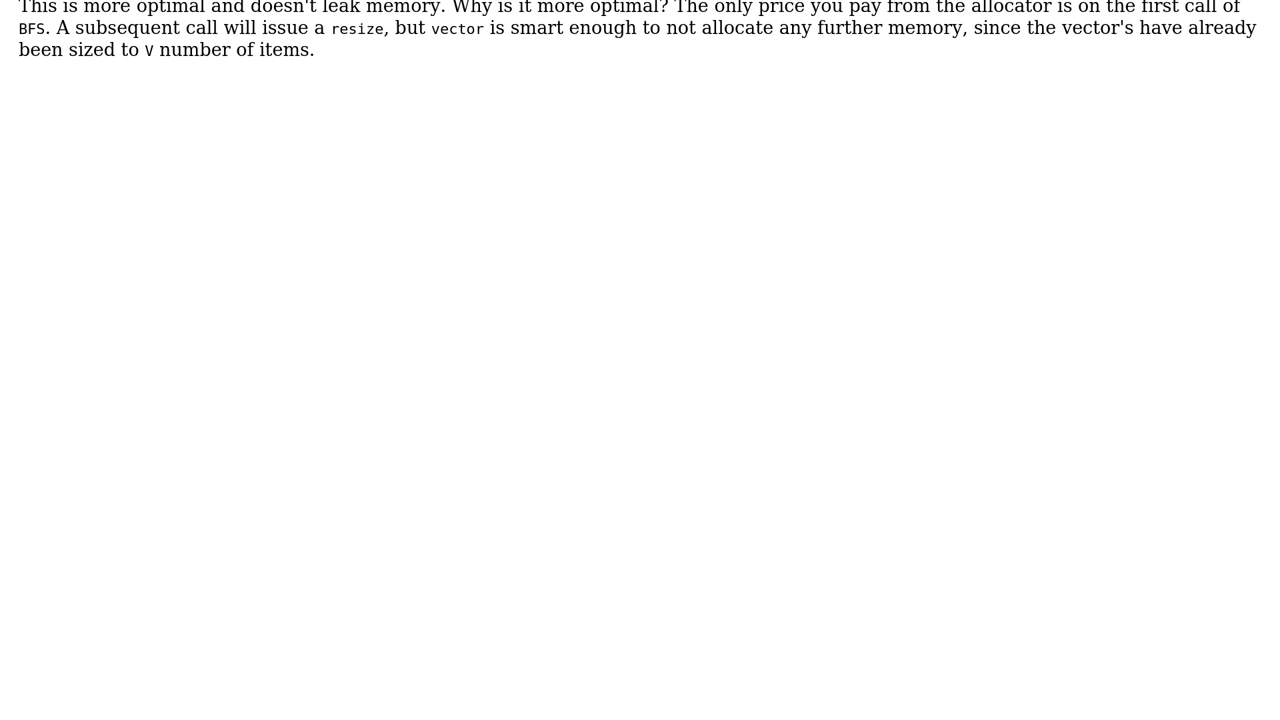 This is more optimal and doesn't leak memory. Why is it more optimal? The only price you pay from the allocator is on the first call of
BFS. A subsequent call will issue a resize, but vector is smart enough to not allocate any further memory, since the vector's have already
been sized to V number of items.